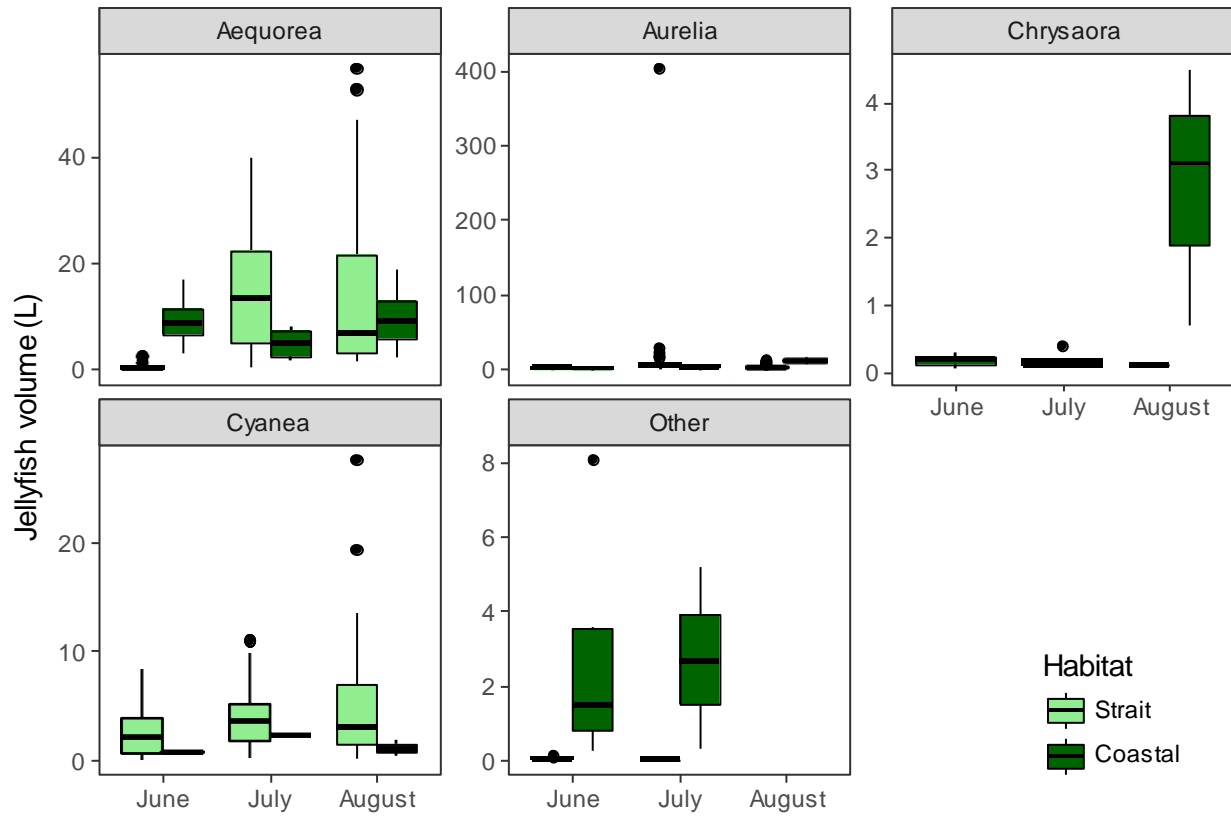 Aequorea
Aurelia
Chrysaora
Jellyfish volume (L)
40
20
0
400
300
200
100
0
4
3
2
1
0
June July August
Cyanea
Other
20
10
0
8
6
4
2
0
June July August
June July August
Habitat
Strait
Coastal